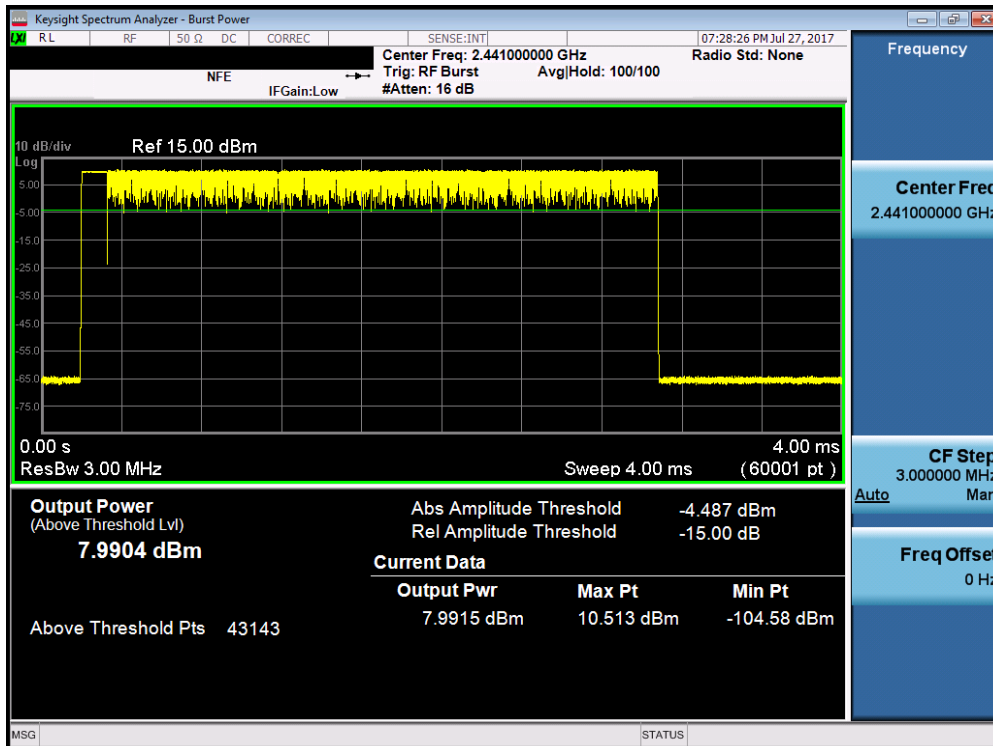 Keysight Spectrum Analyzer - Burst Power
LXI RL RF 50 Ω DC CORREC SENSE:INT 07:28:26 PM Jul 27, 2017
Center Freq: 2.441000000 GHz Radio Std: None
NFE Trig: RF Burst Avg|Hold: 100/100
IFGain:Low #Atten: 16 dB
10 dB/div Ref 15.00 dBm
Log
5.00
-5.00
-15.0
-25.0
-35.0
-45.0
-55.0
-65.0
-75.0
0.00 s 4.00 ms
ResBw 3.00 MHz Sweep 4.00 ms (60001 pt )
Output Power
(Above Threshold Lvl)
7.9904 dBm
Above Threshold Pts 43143
Abs Amplitude Threshold -4.487 dBm
Rel Amplitude Threshold -15.00 dB
Current Data
Output Pwr Max Pt Min Pt
7.9915 dBm 10.513 dBm -104.58 dBm
Frequency
Center Freq
2.441000000 GHz
CF Step
3.000000 MHz
Auto Man
Freq Offset
0 Hz
MSG STATUS